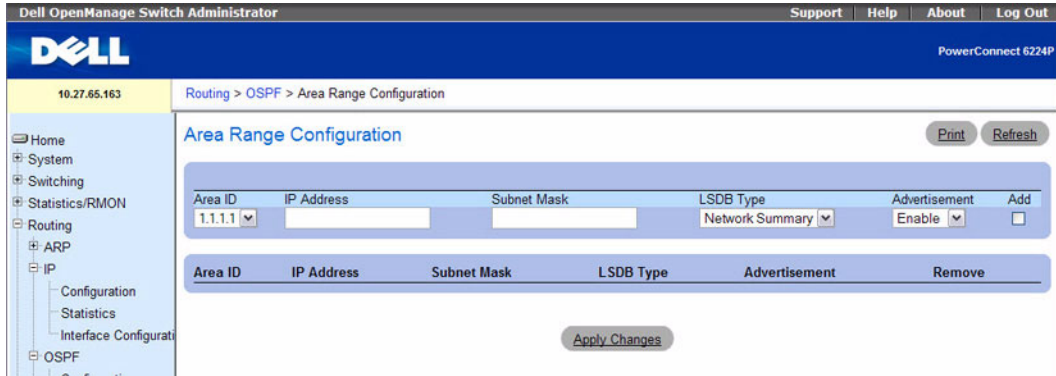 Dell OpenManage Switch Administrator
Support Help About Log Out
DELL
PowerConnect 6224P
10.27.65.163
Routing > OSPF > Area Range Configuration
Home
System
Switching
Statistics/RMON
Routing
ARP
IP
Configuration
Statistics
Interface Configurati
OSPF
Area Range Configuration
Print Refresh
Area ID IP Address Subnet Mask LSDB Type Advertisement Add
1.1.1.1 Network Summary Enable
Area ID IP Address Subnet Mask LSDB Type Advertisement Remove
Apply Changes